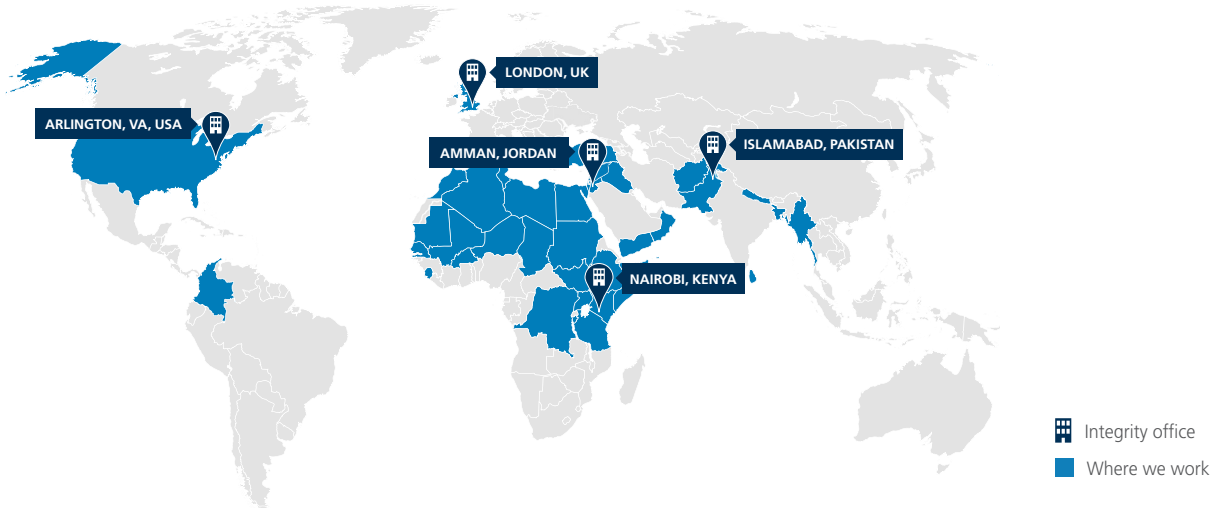 LONDON, UK
ARLINGTON, VA, USA
AMMAN, JORDAN
ISLAMABAD, PAKISTAN
NAIROBI, KENYA
Integrity office
Where we work